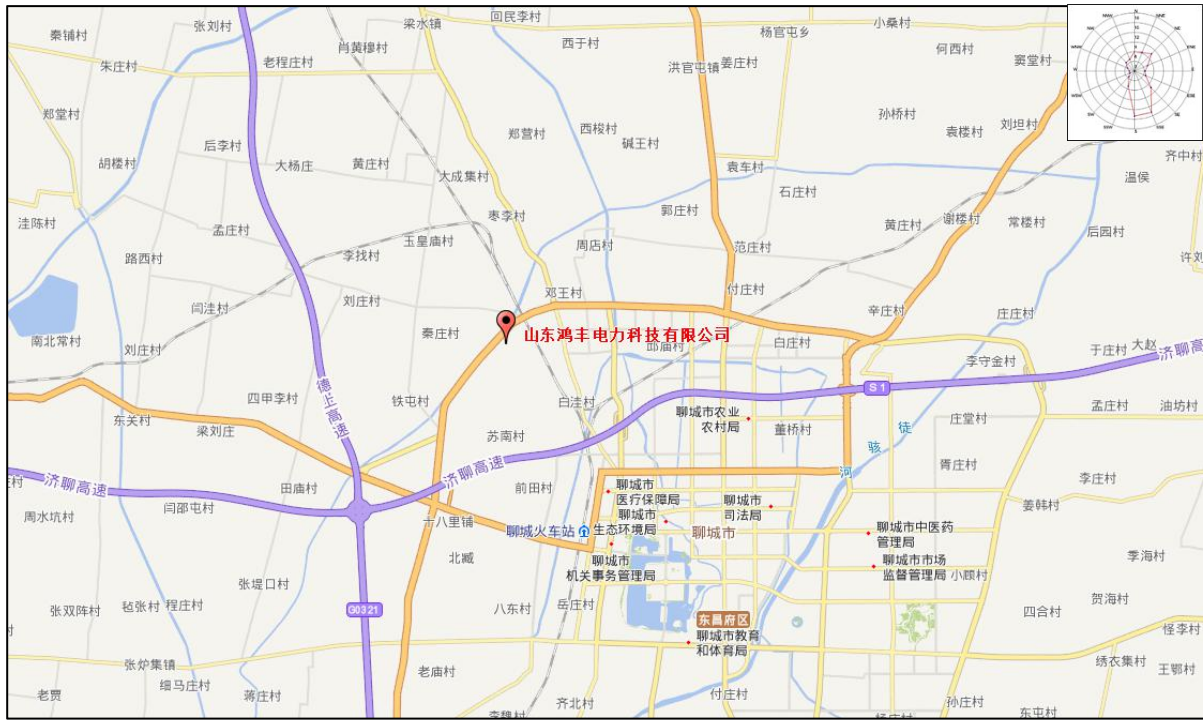 张刘村
梁水镇
回民李村
杨官屯乡
小桑村
秦铺村
肖黄穆村
西于村
何西村
朱庄村
老程庄村
洪官屯镇
姜庄村
窦堂村
郑堂村
郑营村
西梭村
碱王村
孙桥村
袁楼村
刘坦村
后李村
胡楼村
大杨庄
黄庄村
大成集村
袁车村
齐中村
温侯
石庄村
洼陈村
孟庄村
枣李村
郭庄村
黄庄村
谢楼村
常楼村
后园村
玉皇庙村
周店村
范庄村
路西村
李找村
许刘
闫洼村
刘庄村
邓王村
付庄村
辛庄村
庄庄村
南北常村
秦庄村
山东鸿丰电力科技有限公司
邱庙村
白庄村
刘庄村
于庄村
大赵
济聊高速
李守金村
德上高速
S1
四甲李村
铁屯村
白洼村
聊城市农业
农村局
孟庄村
油坊村
东关村
梁刘庄
苏南村
董桥村
庄堂村
徒
骇
河
济聊高速
济聊高速
田庙村
前田村
聊城市
医疗保障局
胥庄村
李庄村
闫邵屯村
周水坑村
十八里铺
聊城火车站
聊城市
生态环境局
聊城市
司法局
聊城市
姜韩村
聊城市中医药
管理局
北臧
聊城市
机关事务管理局
聊城市市场
监督管理局
小顾村
季海村
张堤口村
张双阵村
毡张村
程庄村
G0321
八东村
岳庄村
东昌府区
四合村
贺海村
聊城市教育
和体育局
怪李村
张炉集镇
老庙村
绣衣集村
王鄂村
细马庄村
老贾
蒋庄村
齐北村
付庄村
孙庄村
东屯村
N
NNE
NE
ENE
E
ESE
SE
SSE
S
SSW
SW
WSW
W
WNW
NW
NNW